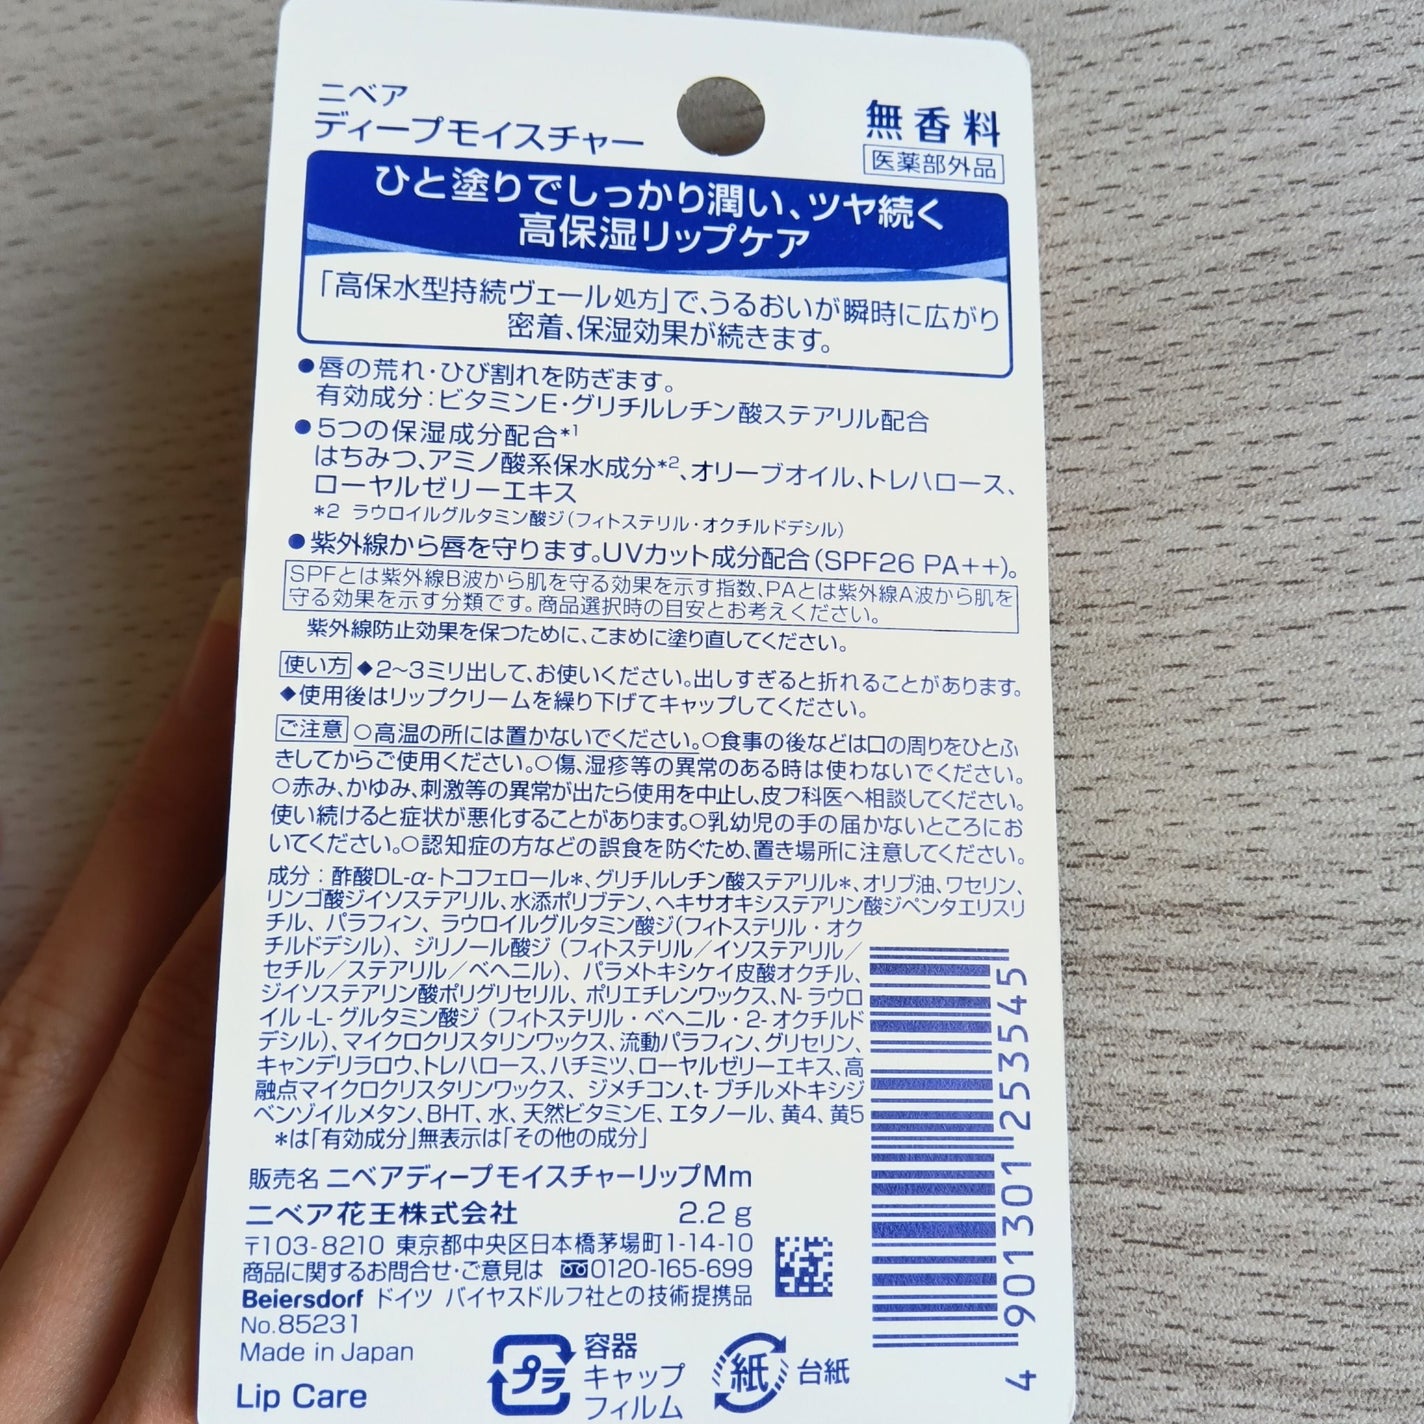 ニベア
ディープモイスチャー
無香料
医薬部外品
ひと塗りでしっかり潤い、ツヤ続く
高保湿リップケア
「高保水型持続ヴェール処方」で、うるおいが瞬時に広がり
密着、保湿効果が続きます。
●唇の荒れ・ひび割れを防ぎます。
有効成分：ビタミンE・グリチルレチン酸ステアリル配合
●5つの保湿成分配合*1
はちみつ、アミノ酸系保水成分*2、オリーブオイル、トレハロース、
ローヤルゼリーエキス
*2 ラウロイルグルタミン酸ジ（フィトステリル・オクチルドデシル）
●紫外線から唇を守ります。UVカット成分配合（SPF26 PA++）。
SPFとは紫外線B波から肌を守る効果を示す指数、PAとは紫外線A波から肌を
守る効果を示す分類です。商品選択時の目安とお考えください。
紫外線防止効果を保つために、こまめに塗り直してください。
使い方 ◆2〜3ミリ出して、お使いください。出しすぎると折れることがあります。
◆使用後はリップクリームを繰り下げてキャップしてください。
ご注意 ○高温の所には置かないでください。○食事の後などは口の周りをひとふ
きしてからご使用ください。○傷、湿疹等の異常のある時は使わないでください。
○赤み、かゆみ、刺激等の異常が出たら使用を中止し、皮フ科医へ相談してください。
使い続けると症状が悪化することがあります。○乳幼児の手の届かないところにお
いてください。○認知症の方などの誤食を防ぐため、置き場所に注意してください。
成分：酢酸DL-α-トコフェロール*、グリチルレチン酸ステアリル*、オリブ油、ワセリン、
リンゴ酸ジイソステアリル、水添ポリブテン、ヘキサオキシステアリン酸ジペンタエリスリ
チル、パラフィン、ラウロイルグルタミン酸ジ(フィトステリル・オク
チルドデシル)、ジリノール酸ジ（フィトステリル／イソステアリル／
セチル／ステアリル／ベヘニル)、パラメトキシケイ皮酸オクチル、
ジイソステアリン酸ポリグリセリル、ポリエチレンワックス、N-ラウロ
イル-L-グルタミン酸ジ（フィトステリル・ベヘニル・2-オクチルド
デシル)、マイクロクリスタリンワックス、流動パラフィン、グリセリン、
キャンデリラロウ、トレハロース、ハチミツ、ローヤルゼリーエキス、高
融点マイクロクリスタリンワックス、ジメチコン、t-ブチルメトキシジ
ベンゾイルメタン、BHT、水、天然ビタミンE、エタノール、黄4、黄5
*は「有効成分」無表示は「その他の成分」
販売名 ニベアディープモイスチャーリップMm
ニベア花王株式会社 2.2g
〒103-8210 東京都中央区日本橋茅場町1-14-10
商品に関するお問合せ・ご意見は 0120-165-699
Beiersdorf ドイツ バイヤスドルフ社との技術提携品
No.85231
Made in Japan
Lip Care
プラ
容器
キャップ
フィルム
紙
台紙
4 901301 253545